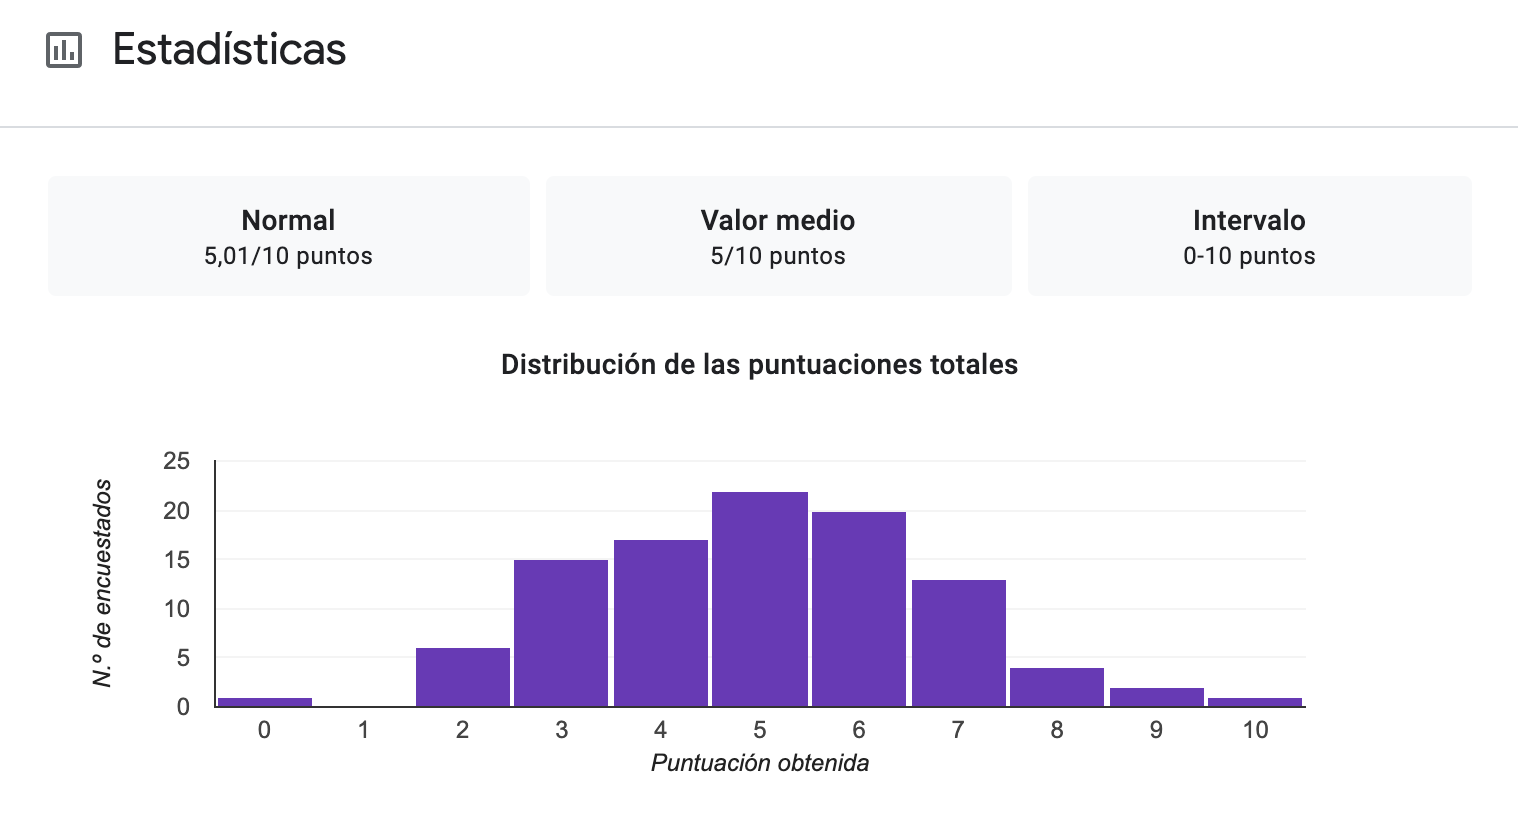 Estadísticas
Normal
5,01/10 puntos
Valor medio
5/10 puntos
Intervalo
0-10 puntos
Distribución de las puntuaciones totales
N.º de encuestados
25
20
15
10
5
0
0 1 2 3 4 5 6 7 8 9 10
Puntuación obtenida